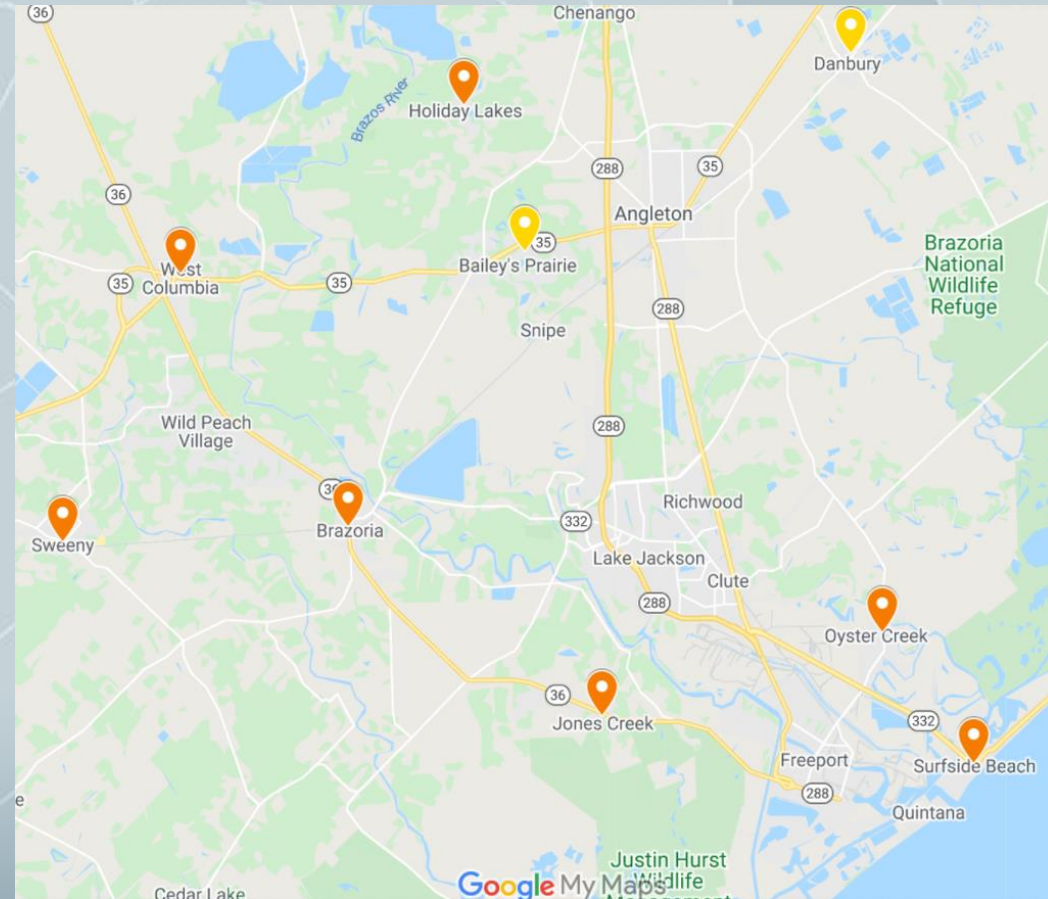 36
Chenango
Danbury
Brazos River
Holiday Lakes
288
35
36
Angleton
35
Bailey's Prairie
Brazoria
National
Wildlife
Refuge
West
Columbia
35
35
288
Snipe
Wild Peach
Village
288
36
Brazoria
Richwood
332
Sweeny
Lake Jackson
Clute
288
Oyster Creek
36
Jones Creek
332
Freeport
Surfside Beach
288
Quintana
e
Justin Hurst
Wildlife
Management
Google My Maps
Cedar Lake